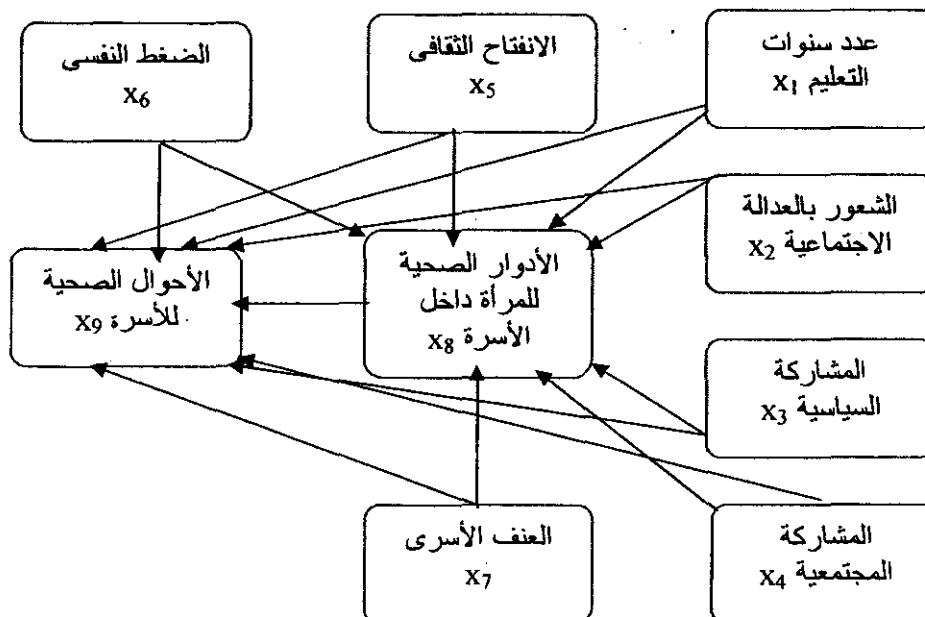 عدد سنوات
التعليم x1
الانفتاح الثقافى
x5
الضغط النفسى
x6
الشعور بالعدالة
الاجتماعية x2
الأدوار الصحية
للمرأة داخل
الأسرة x8
الأحوال الصحية
للأسرة x9
المشاركة
السياسية x3
المشاركة
المجتمعية x4
العنف الأسرى
x7